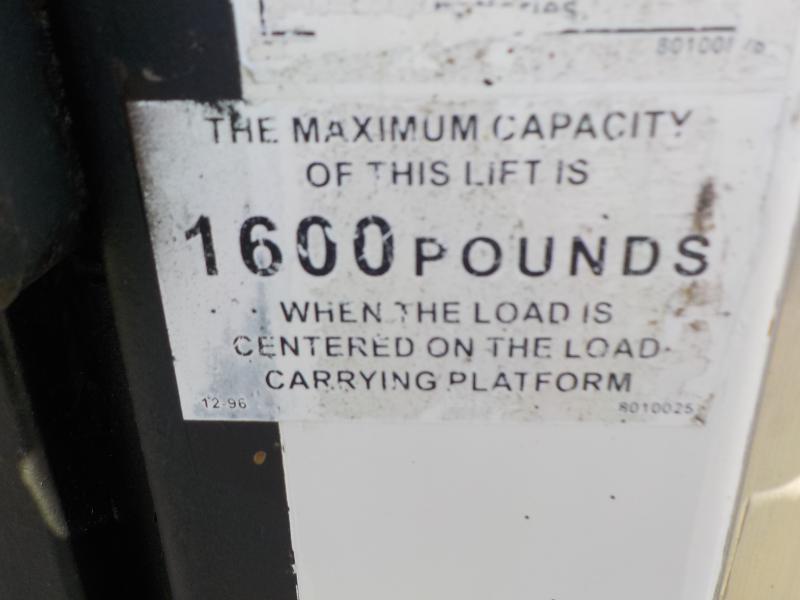 THE MAXIMUM CAPACITY
OF THIS LIFT IS
1600 POUNDS
WHEN THE LOAD IS
CENTERED ON THE LOAD-
CARRYING PLATFORM
12-96 8010025